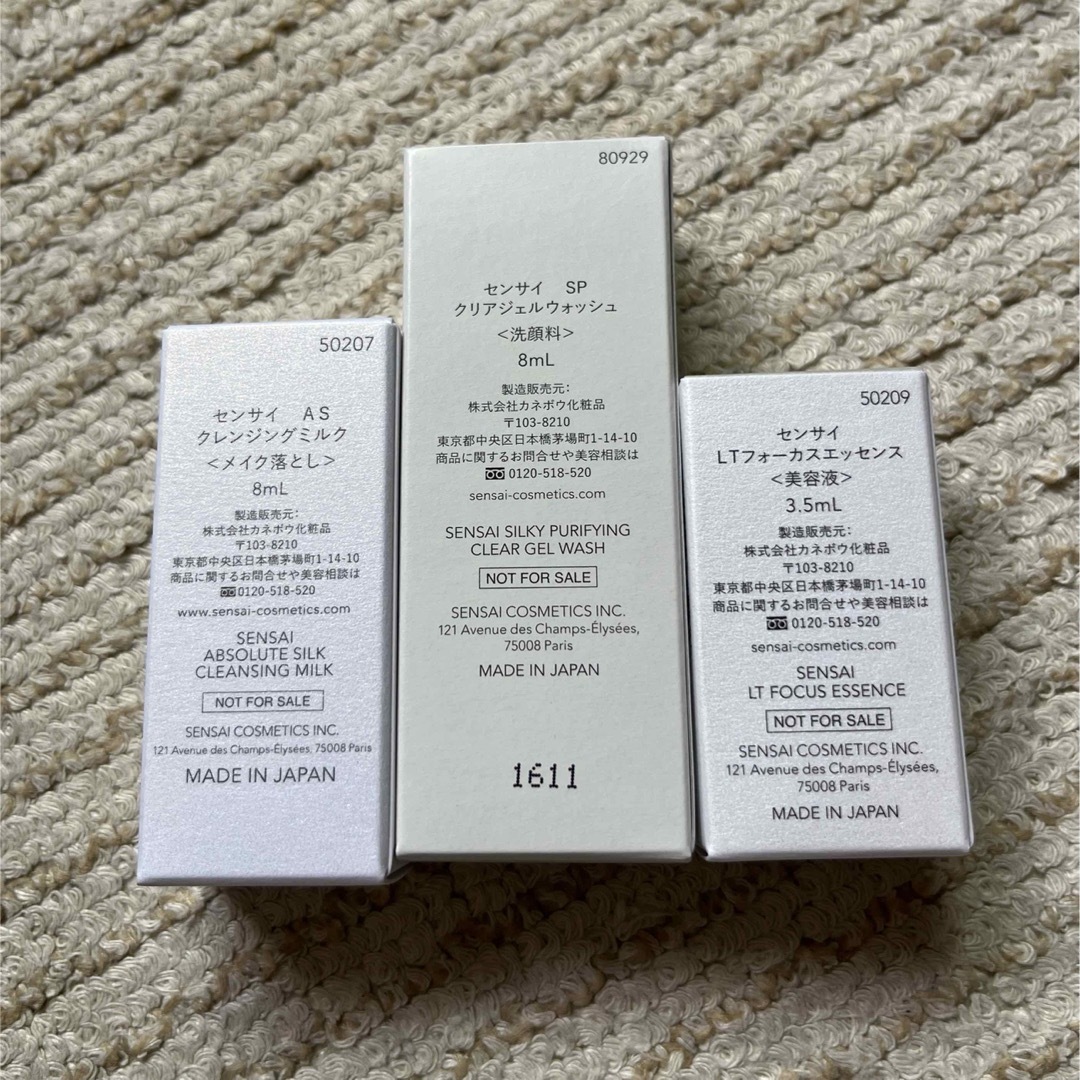 50207
センサイ AS
クレンジングミルク
<メイク落とし>
8mL
製造販売元:
株式会社カネボウ化粧品
〒103-8210
東京都中央区日本橋茅場町1-14-10
商品に関するお問合せや美容相談は
0120-518-520
www.sensai-cosmetics.com
SENSAI
ABSOLUTE SILK
CLEANSING MILK
NOT FOR SALE
SENSAI COSMETICS INC.
121 Avenue des Champs-Élysées, 75008 Paris
MADE IN JAPAN
80929
センサイ SP
クリアジェルウォッシュ
<洗顔料>
8mL
製造販売元:
株式会社カネボウ化粧品
〒103-8210
東京都中央区日本橋茅場町1-14-10
商品に関するお問合せや美容相談は
0120-518-520
sensai-cosmetics.com
SENSAI SILKY PURIFYING
CLEAR GEL WASH
NOT FOR SALE
SENSAI COSMETICS INC.
121 Avenue des Champs-Élysées,
75008 Paris
MADE IN JAPAN
1611
50209
センサイ
LTフォーカスエッセンス
<美容液>
3.5mL
製造販売元:
株式会社カネボウ化粧品
〒103-8210
東京都中央区日本橋茅場町1-14-10
商品に関するお問合せや美容相談は
0120-518-520
sensai-cosmetics.com
SENSAI
LT FOCUS ESSENCE
NOT FOR SALE
SENSAI COSMETICS INC.
121 Avenue des Champs-Élysées,
75008 Paris
MADE IN JAPAN